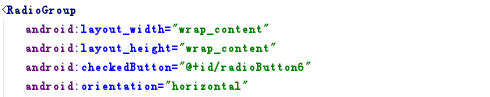 <RadioGroup
android:layout_width="wrap_content"
android:layout_height="wrap_content"
android:checkedButton="@+id/radioButton6"
android:orientation="horizontal"